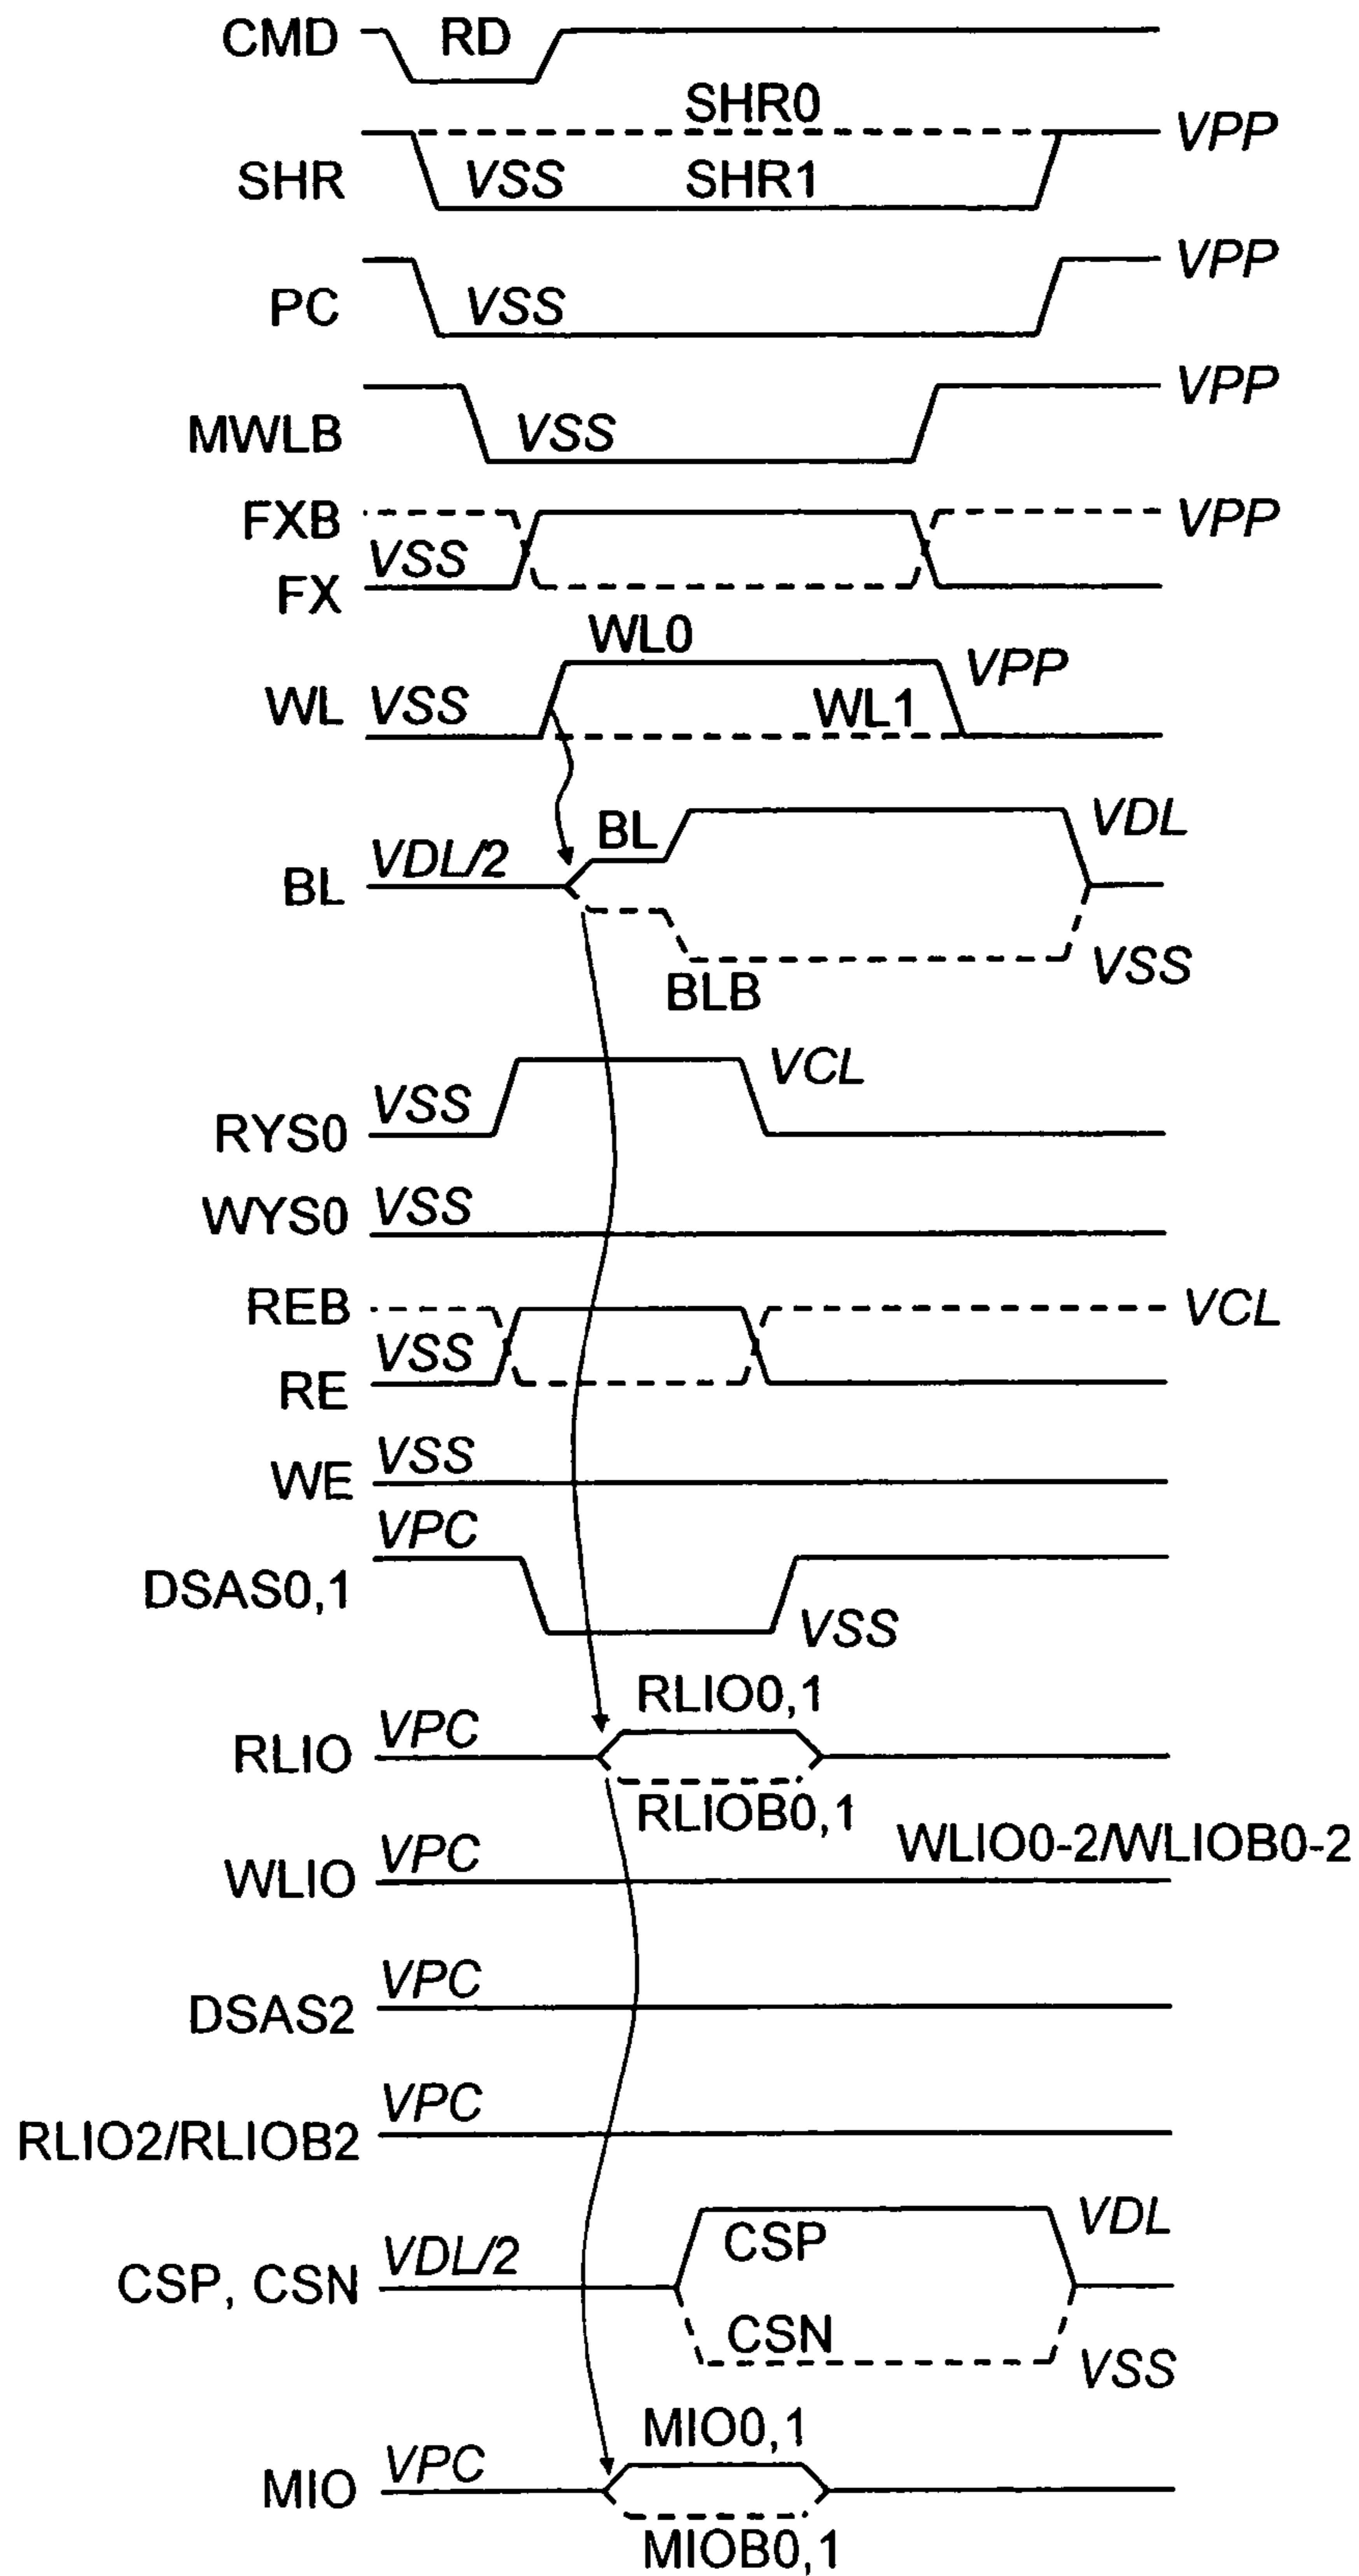 CMD RD
SHR0
VPP
SHR VSS SHR1
VPP
PC VSS
VPP
MWLB VSS
FXB VPP
VSS
FX
WL0
VPP
WL VSS WL1
VDL
BL
VDL/2
BL
VSS
BLB
VCL
VSS
RYS0
WYS0 VSS
REB VCL
VSS
RE
VSS
WE
VPC
DSAS0,1
VSS
RLIO0,1
VPC
RLIO
RLIOB0,1
WLIO0-2/WLIOB0-2
VPC
WLIO
VPC
DSAS2
VPC
RLIO2/RLIOB2
VDL
CSP
VDL/2
CSP, CSN
CSN
VSS
MIO0,1
VPC
MIO
MIOB0,1